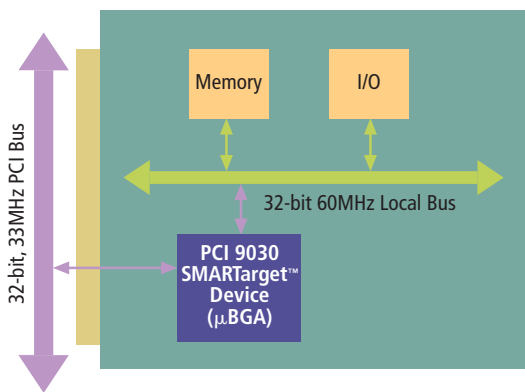 32-bit, 33MHz PCI Bus
Memory
I/O
32-bit 60MHz Local Bus
PCI 9030
SMARTarget™
Device
(μBGA)